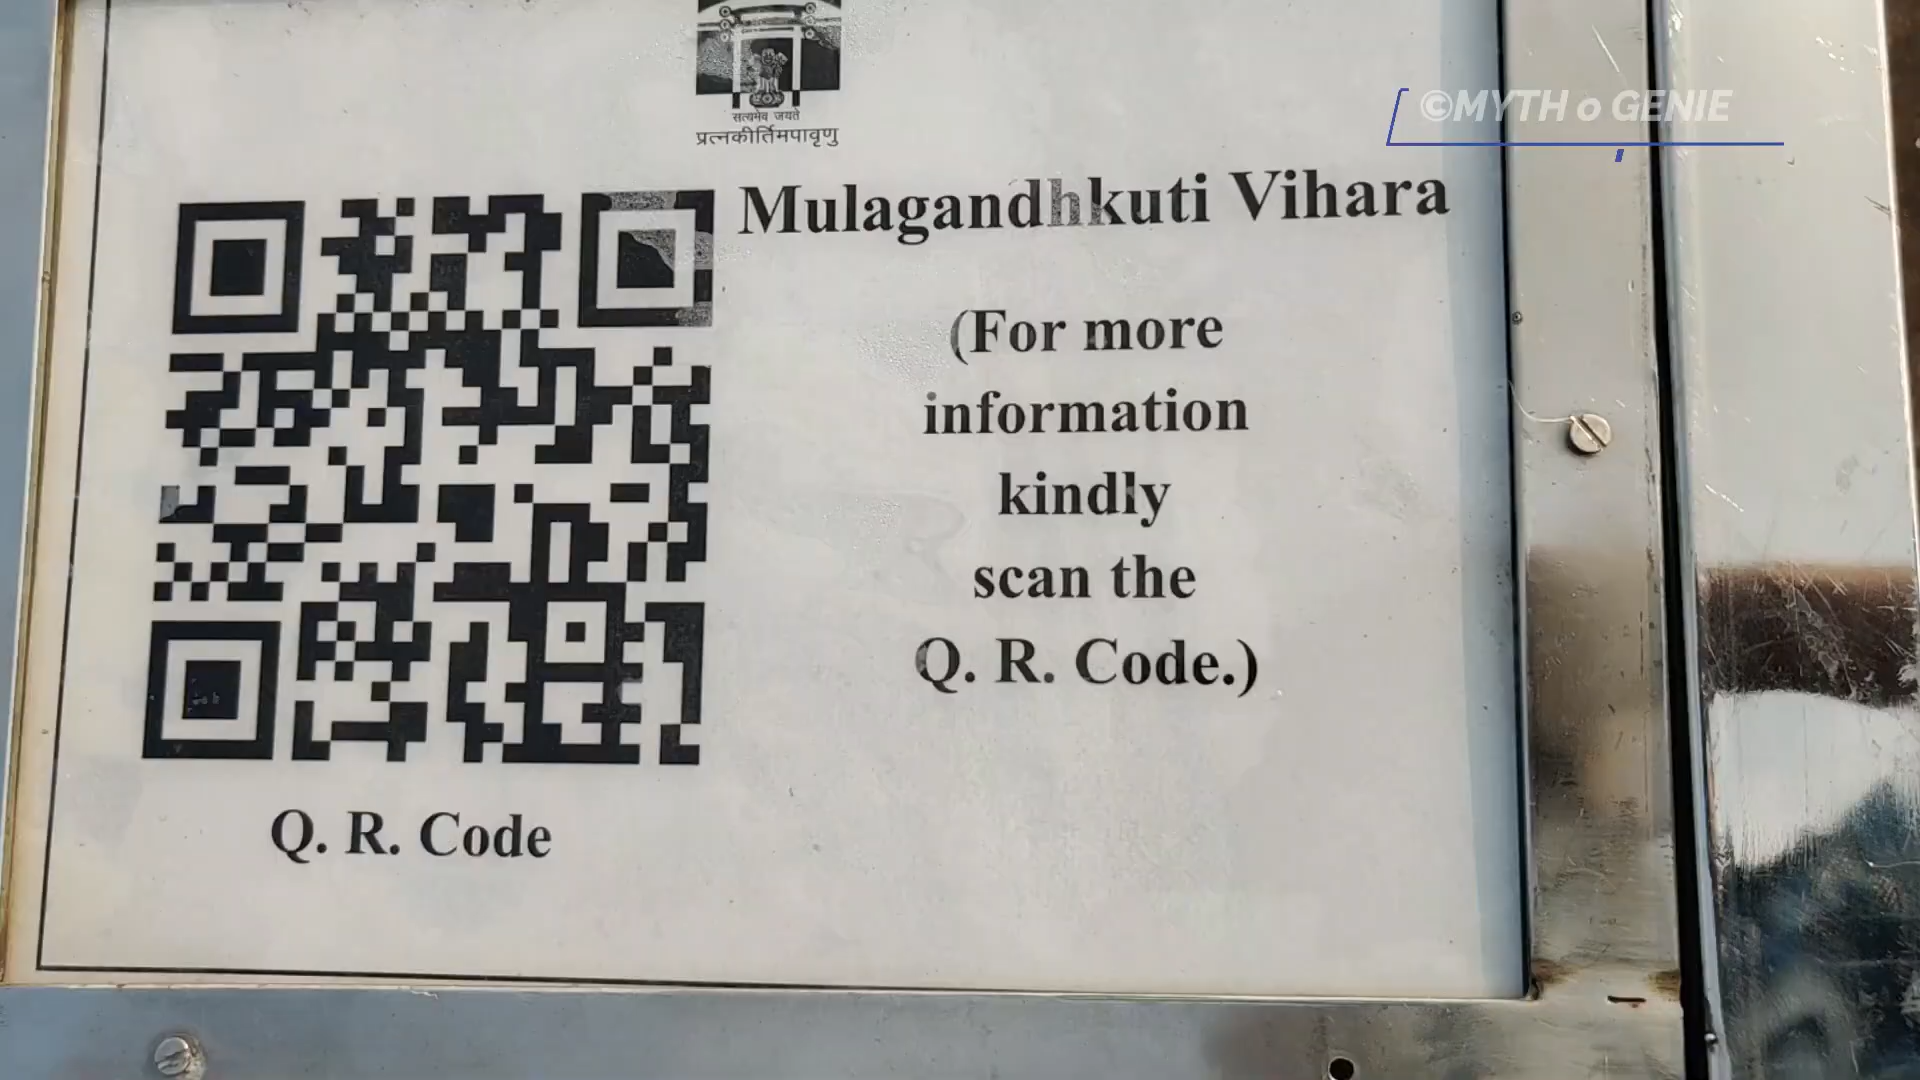 सत्यमेव जयते
प्रत्नकीर्तिमपावृणु
©MYTH o GENIE
Mulagandhkuti Vihara
(For more
information
kindly
scan the
Q. R. Code.)
Q. R. Code